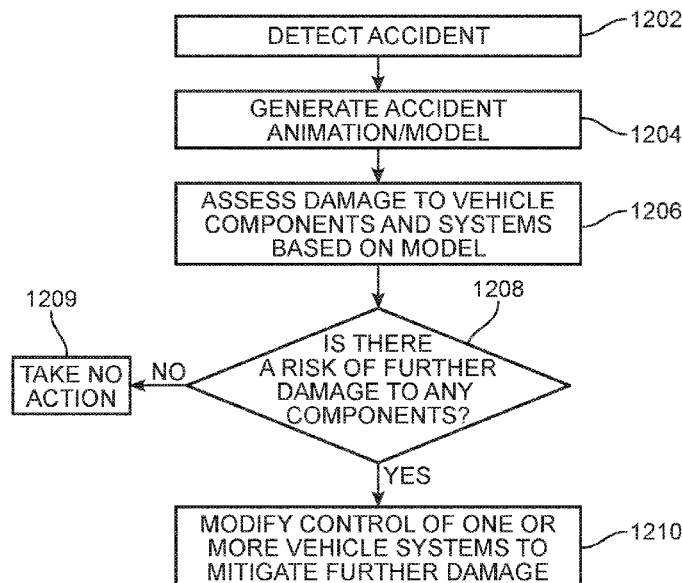 DETECT ACCIDENT
1202
GENERATE ACCIDENT
ANIMATION/MODEL
1204
ASSESS DAMAGE TO VEHICLE
COMPONENTS AND SYSTEMS
BASED ON MODEL
1206
1208
IS THERE
A RISK OF FURTHER
DAMAGE TO ANY
COMPONENTS?
1209
NO
TAKE NO
ACTION
YES
MODIFY CONTROL OF ONE OR
MORE VEHICLE SYSTEMS TO
MITIGATE FURTHER DAMAGE
1210